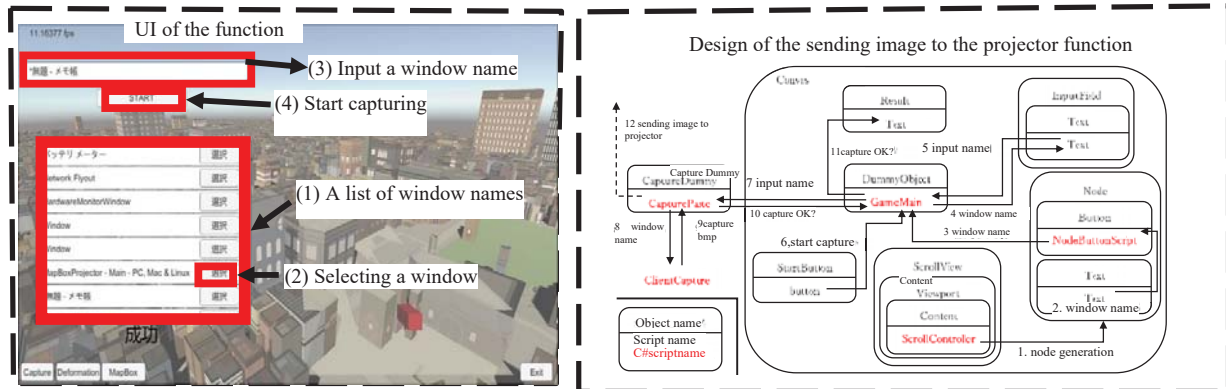 UI of the function
11.16377 fps
*無題 - メモ帳
(3) Input a window name
START
(4) Start capturing
バッテリ メーター 選択
Network Flyout 選択
HardwareMonitorWindow 選択
Window 選択
Window 選択
MapBoxProjector - Main - PC, Mac & Linux 選択
無題 - メモ帳 選択
(1) A list of window names
(2) Selecting a window
成功
Capture Deformation MapBox Exit
Design of the sending image to the projector function
Canvas
Result
Text
InputField
Text
Text
12 sending image to
projector
11capture OK?
5 input name
Capture Dummy
CaptureDummy
CapturePane
7 input name
DummyObject
GameMain
10 capture OK?
4 window name
3 window name
Node
Button
NodeButtonScript
Text
Text
2. window name
8 window
name
9capture
bmp
ClientCapture
6,start capture
StartButton
button
ScrollView
Content
Viewport
Content
ScrollControler
1. node generation
Object name
Script name
C#scriptname